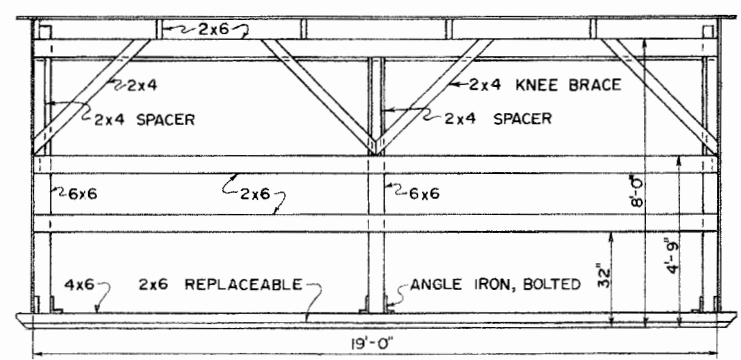 2x6
2x4
2x4 KNEE BRACE
2x4 SPACER
2x4 SPACER
6x6
2x6
6x6
8'-0"
4'-9"
32"
4x6
2x6 REPLACEABLE
ANGLE IRON, BOLTED
19'-0"